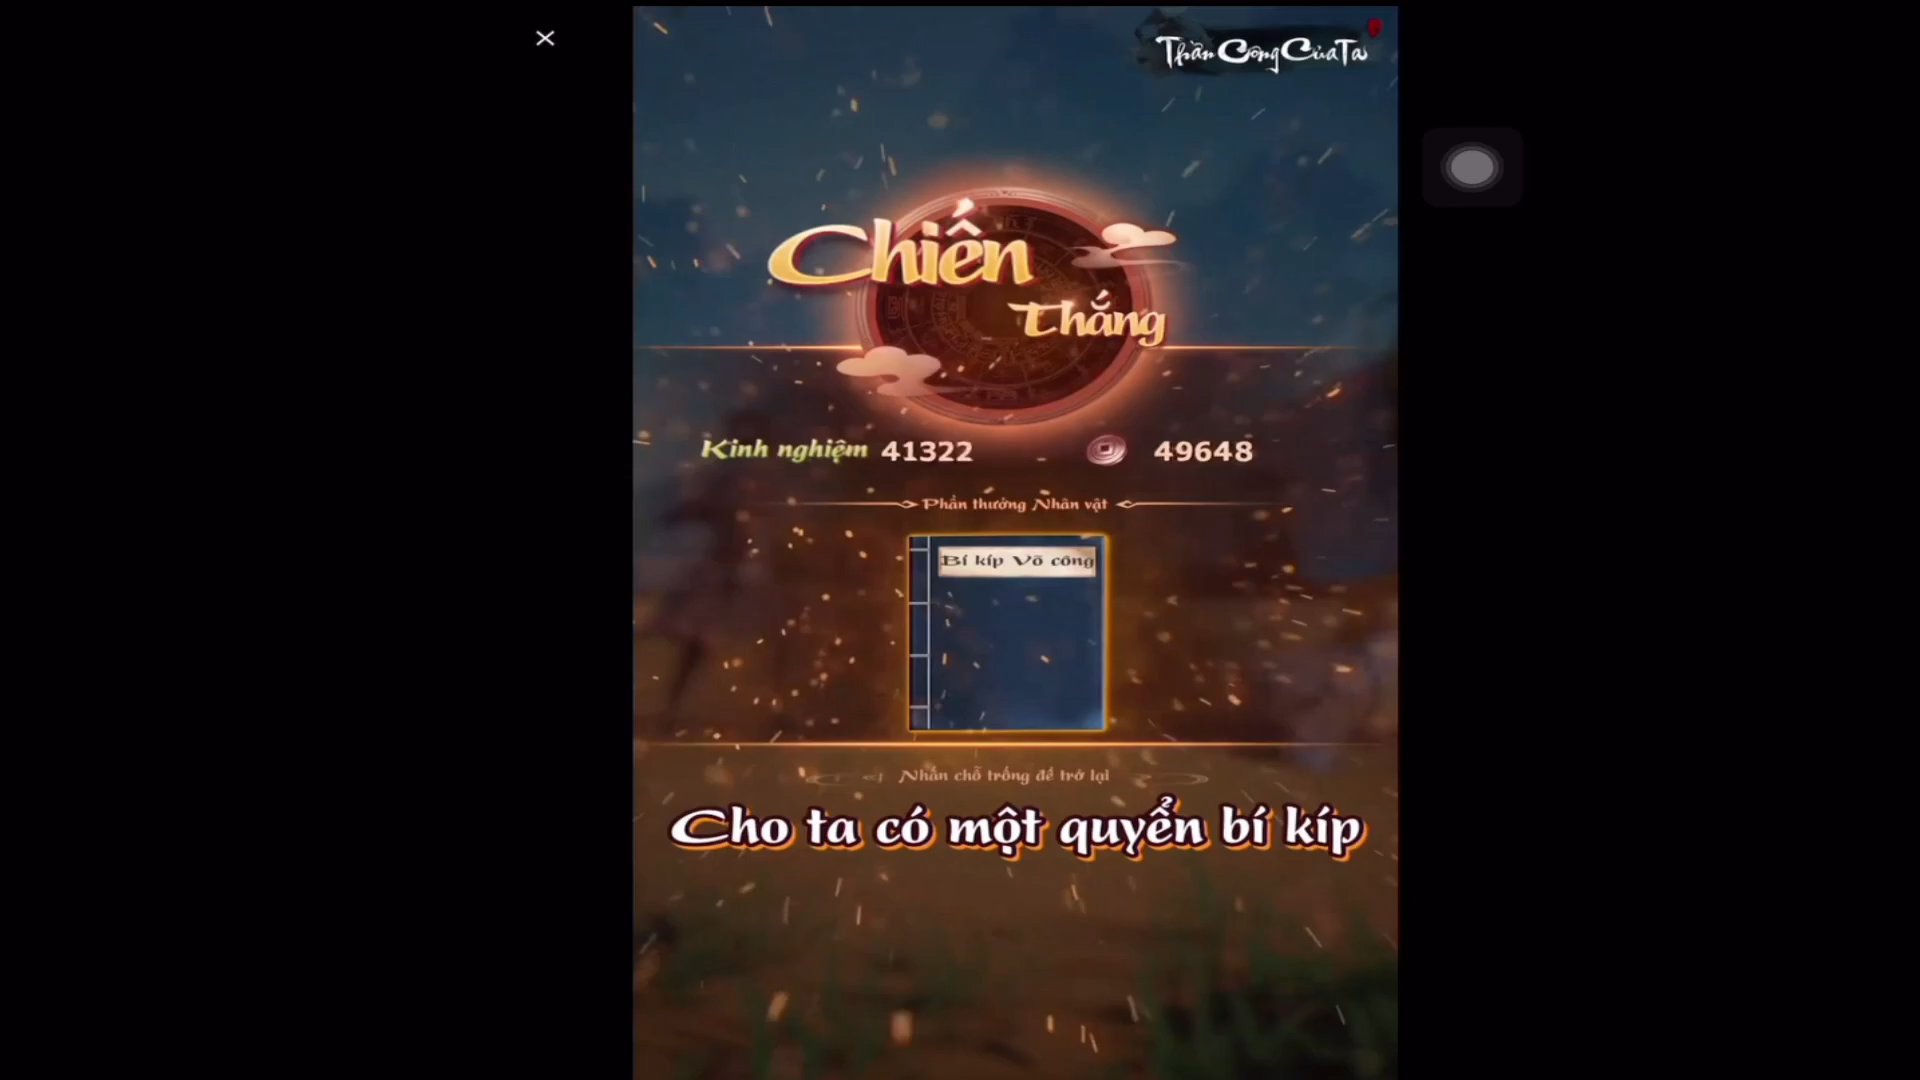 Thần Công Của Ta
Chiến
Thắng
Kinh nghiệm 41322 49648
Phần thưởng Nhân vật
Bí kíp Võ công
Nhấn chỗ trống để trở lại
Cho ta có một quyển bí kíp